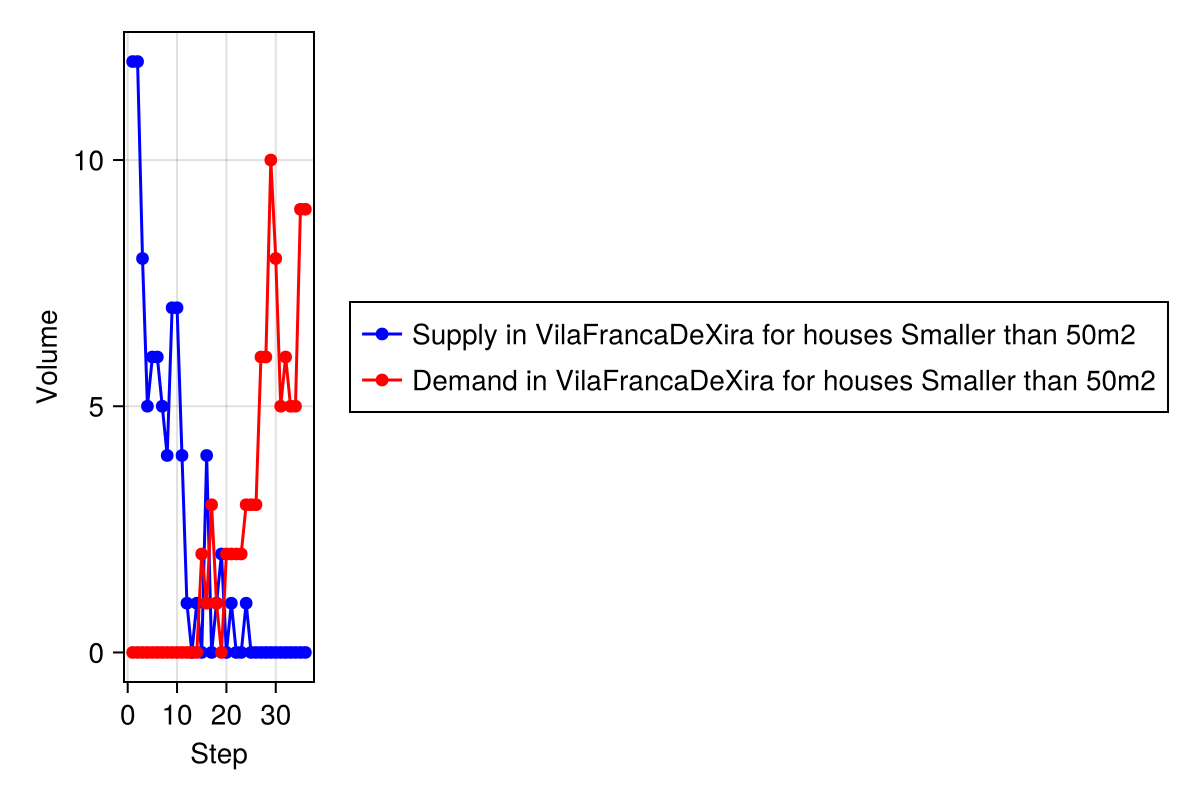 Volume
10
5
0
0 10 20 30
Step
Supply in VilaFrancaDeXira for houses Smaller than 50m2
Demand in VilaFrancaDeXira for houses Smaller than 50m2